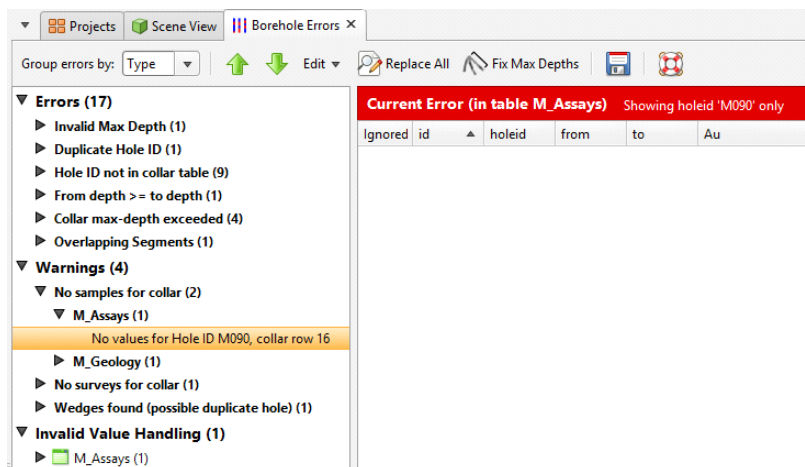 Projects Scene View Borehole Errors ×
Group errors by: Type Edit Replace All Fix Max Depths
Errors (17)
Invalid Max Depth (1)
Duplicate Hole ID (1)
Hole ID not in collar table (9)
From depth >= to depth (1)
Collar max-depth exceeded (4)
Overlapping Segments (1)
Warnings (4)
No samples for collar (2)
M_Assays (1)
No values for Hole ID M090, collar row 16
M_Geology (1)
No surveys for collar (1)
Wedges found (possible duplicate hole) (1)
Invalid Value Handling (1)
M_Assays (1)
Current Error (in table M_Assays) Showing holeid 'M090' only
Ignored id holeid from to Au